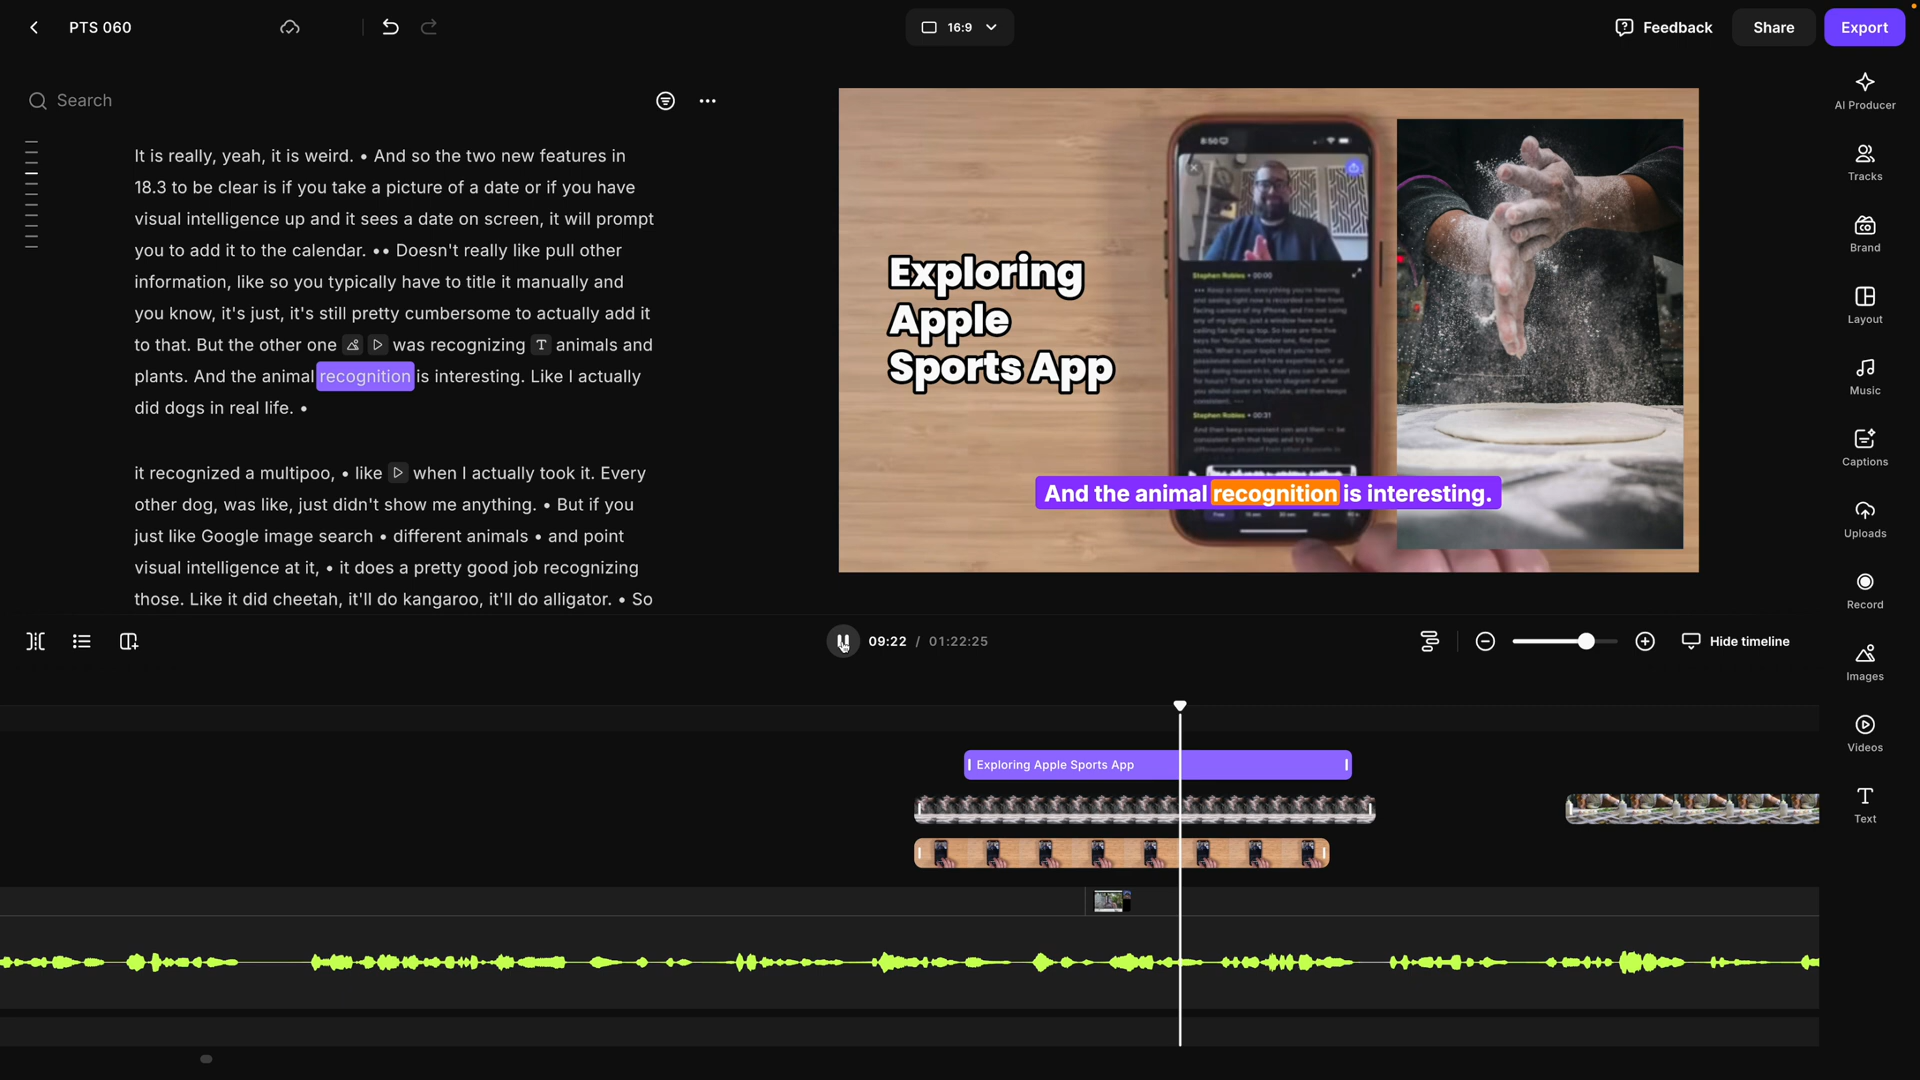 PTS 060
16:9
Feedback
Share
Export
Search
It is really, yeah, it is weird. • And so the two new features in
18.3 to be clear is if you take a picture of a date or if you have
visual intelligence up and it sees a date on screen, it will prompt
you to add it to the calendar. •• Doesn't really like pull other
information, like so you typically have to title it manually and
you know, it's just, it's still pretty cumbersome to actually add it
to that. But the other one was recognizing T animals and
plants. And the animal recognition is interesting. Like I actually
did dogs in real life. •
it recognized a multipoo, • like when I actually took it. Every
other dog, was like, just didn't show me anything. • But if you
just like Google image search • different animals • and point
visual intelligence at it, • it does a pretty good job recognizing
those. Like it did cheetah, it'll do kangaroo, it'll do alligator. • So
Exploring
Apple
Sports App
8:50
Stephen Robles • 00:00
Stephen Robles • 00:31
And the animal recognition is interesting.
AI Producer
Tracks
Brand
Layout
Music
Captions
Uploads
Record
Images
Videos
Text
09:22 / 01:22:25
Hide timeline
Exploring Apple Sports App